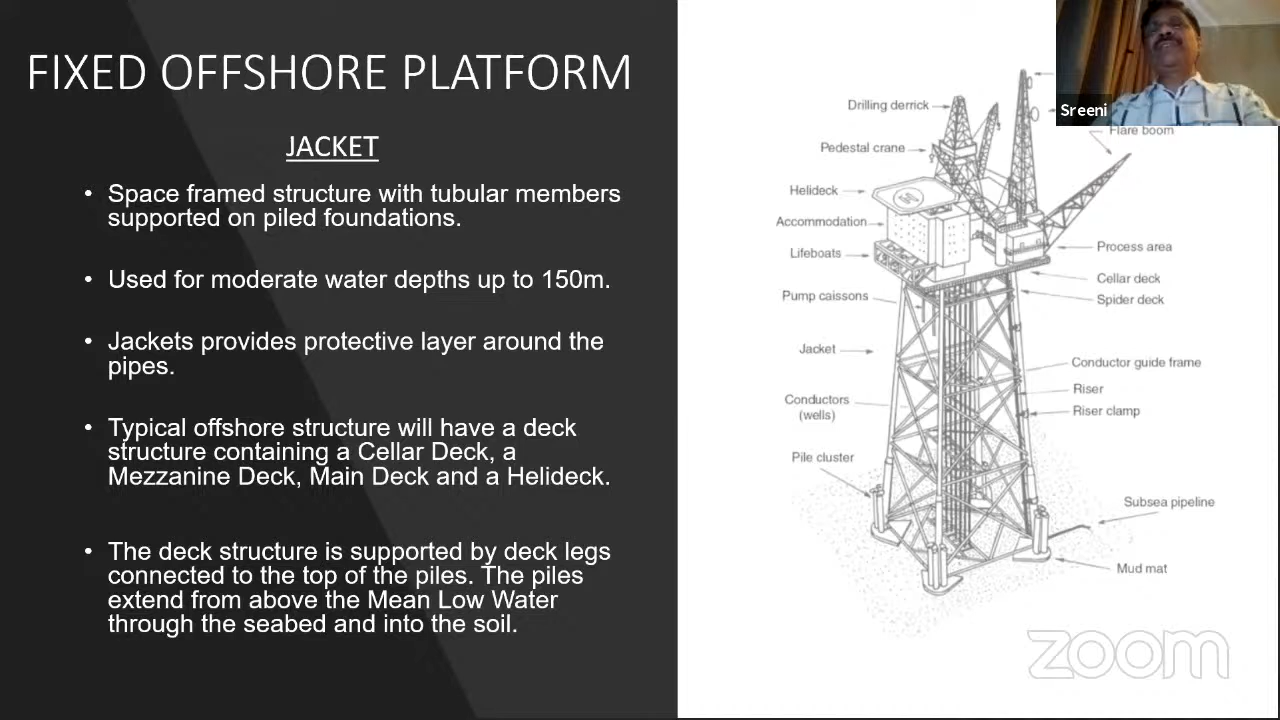 FIXED OFFSHORE PLATFORM
JACKET
• Space framed structure with tubular members
supported on piled foundations.
• Used for moderate water depths up to 150m.
• Jackets provides protective layer around the
pipes.
• Typical offshore structure will have a deck
structure containing a Cellar Deck, a
Mezzanine Deck, Main Deck and a Helideck.
• The deck structure is supported by deck legs
connected to the top of the piles. The piles
extend from above the Mean Low Water
through the seabed and into the soil.
Drilling derrick
Pedestal crane
Helideck
Accommodation
Lifeboats
Pump caissons
Jacket
Conductors
(wells)
Pile cluster
H
Sreeni
Flare boom
Process area
Cellar deck
Spider deck
Conductor guide frame
Riser
Riser clamp
Subsea pipeline
Mud mat
zoom